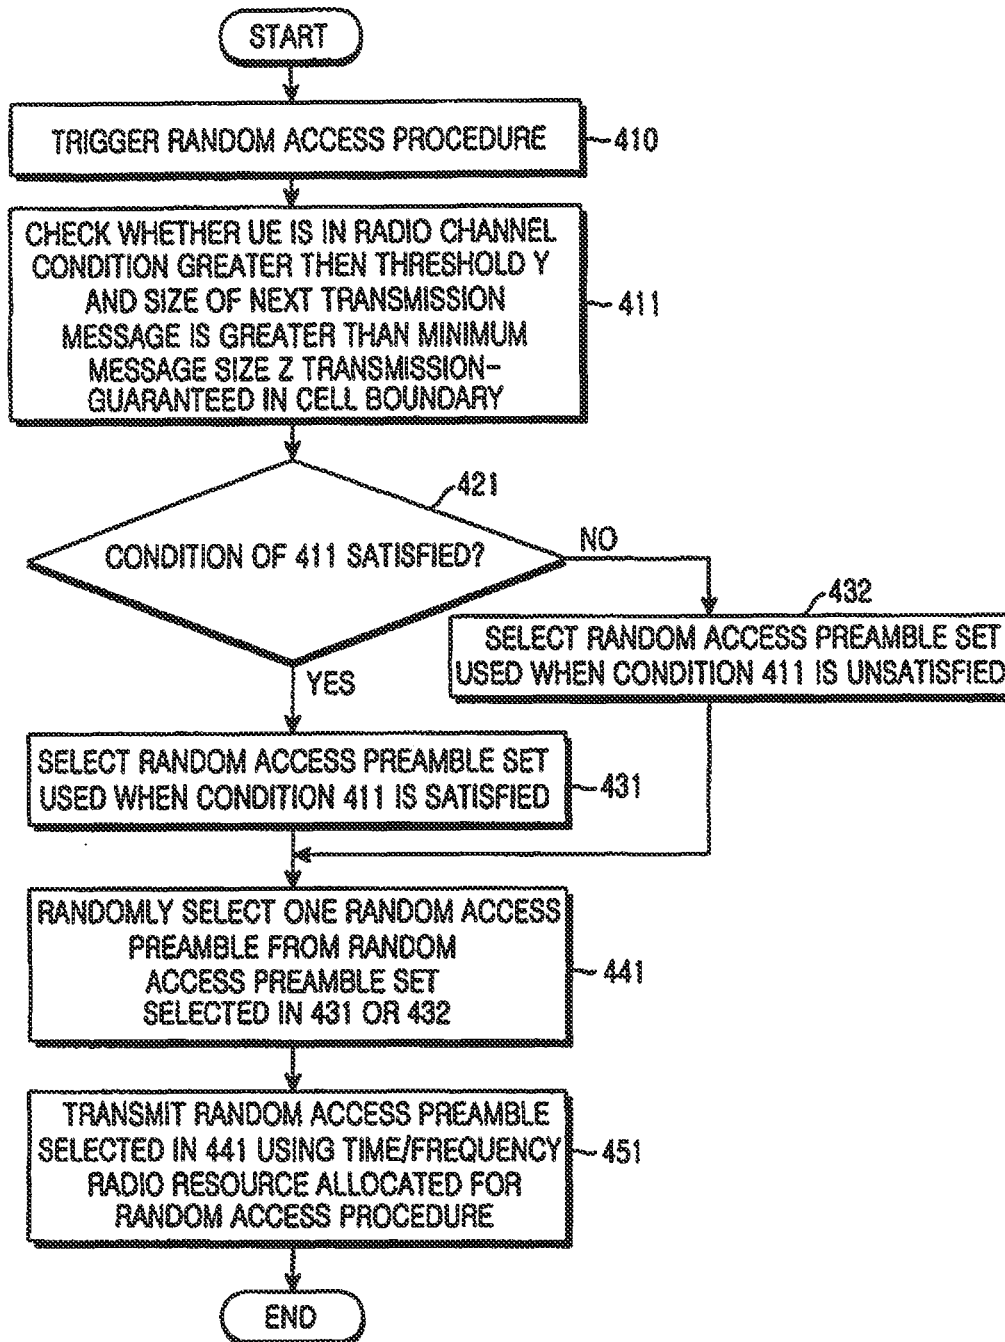 START
TRIGGER RANDOM ACCESS PROCEDURE
410
CHECK WHETHER UE IS IN RADIO CHANNEL
CONDITION GREATER THEN THRESHOLD Y
AND SIZE OF NEXT TRANSMISSION
MESSAGE IS GREATER THAN MINIMUM
MESSAGE SIZE Z TRANSMISSION-
GUARANTEED IN CELL BOUNDARY
411
421
CONDITION OF 411 SATISFIED?
NO
432
SELECT RANDOM ACCESS PREAMBLE SET
USED WHEN CONDITION 411 IS UNSATISFIED
YES
SELECT RANDOM ACCESS PREAMBLE SET
USED WHEN CONDITION 411 IS SATISFIED
431
RANDOMLY SELECT ONE RANDOM ACCESS
PREAMBLE FROM RANDOM
ACCESS PREAMBLE SET
SELECTED IN 431 OR 432
441
TRANSMIT RANDOM ACCESS PREAMBLE
SELECTED IN 441 USING TIME/FREQUENCY
RADIO RESOURCE ALLOCATED FOR
RANDOM ACCESS PROCEDURE
451
END